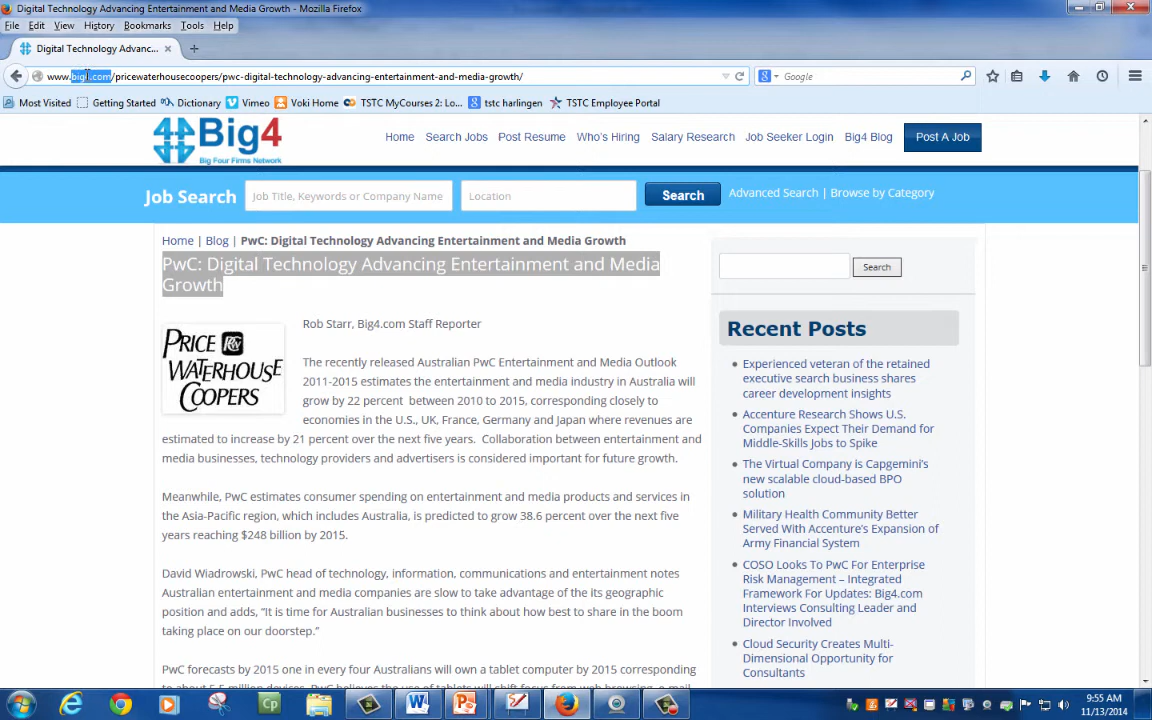 Digital Technology Advancing Entertainment and Media Growth - Mozilla Firefox
File Edit View History Bookmarks Tools Help
Digital Technology Advanc...
www.big4.com/pricewaterhousecoopers/pwc-digital-technology-advancing-entertainment-and-media-growth/
Google
Most Visited Getting Started Dictionary Vimeo Voki Home TSTC MyCourses 2: Lo... tstc harlingen TSTC Employee Portal
Big4
Big Four Firms Network
Home Search Jobs Post Resume Who's Hiring Salary Research Job Seeker Login Big4 Blog Post A Job
Job Search Job Title, Keywords or Company Name Location Search Advanced Search | Browse by Category
Home | Blog | PwC: Digital Technology Advancing Entertainment and Media Growth
PwC: Digital Technology Advancing Entertainment and Media
Growth
PRICE
WATERHOUSE
COOPERS
Rob Starr, Big4.com Staff Reporter
The recently released Australian PwC Entertainment and Media Outlook
2011-2015 estimates the entertainment and media industry in Australia will
grow by 22 percent between 2010 to 2015, corresponding closely to
economies in the U.S., UK, France, Germany and Japan where revenues are
estimated to increase by 21 percent over the next five years. Collaboration between entertainment and
media businesses, technology providers and advertisers is considered important for future growth.
Meanwhile, PwC estimates consumer spending on entertainment and media products and services in
the Asia-Pacific region, which includes Australia, is predicted to grow 38.6 percent over the next five
years reaching $248 billion by 2015.
David Wiadrowski, PwC head of technology, information, communications and entertainment notes
Australian entertainment and media companies are slow to take advantage of the its geographic
position and adds, "It is time for Australian businesses to think about how best to share in the boom
taking place on our doorstep."
PwC forecasts by 2015 one in every four Australians will own a tablet computer by 2015 corresponding
Search
Recent Posts
Experienced veteran of the retained
executive search business shares
career development insights
Accenture Research Shows U.S.
Companies Expect Their Demand for
Middle-Skills Jobs to Spike
The Virtual Company is Capgemini's
new scalable cloud-based BPO
solution
Military Health Community Better
Served With Accenture's Expansion of
Army Financial System
COSO Looks To PwC For Enterprise
Risk Management – Integrated
Framework For Updates: Big4.com
Interviews Consulting Leader and
Director Involved
Cloud Security Creates Multi-
Dimensional Opportunity for
Consultants
9:55 AM
11/13/2014